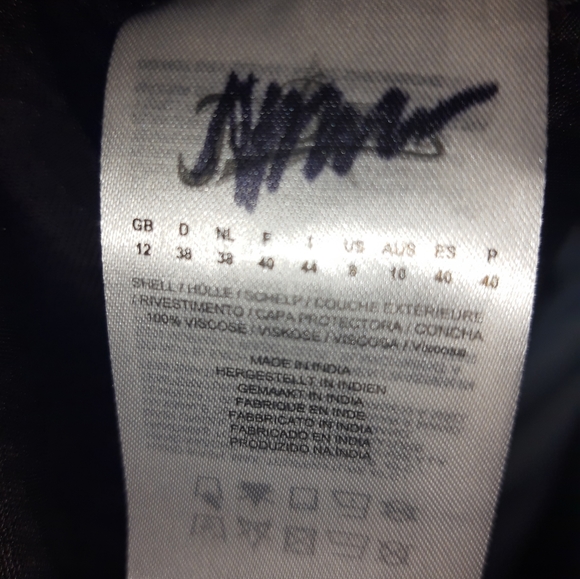 GB D NL F I US AUS ES P
12 38 38 40 44 8 10 40 40
SHELL / HÜLLE / SCHELP / COUCHE EXTÉRIEURE
/ RIVESTIMENTO / CAPA PROTECTORA / CONCHA
100% VISCOSE / VISKOSE / VISCOSA / Viscose
MADE IN INDIA
HERGESTELLT IN INDIEN
GEMAAKT IN INDIA
FABRIQUÉ EN INDE
FABBRICATO IN INDIA
FABRICADO EN INDIA
PRODUZIDO NA INDIA